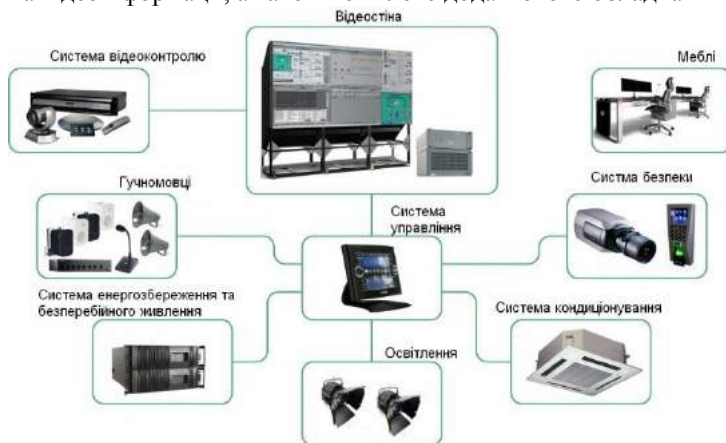 Відеостіна
Система відеоконтролю
Меблі
Гучномовці
Систма безпеки
Система
управління
Система енергозбереження та
безперебійного живлення
Система кондиціонування
Освітлення